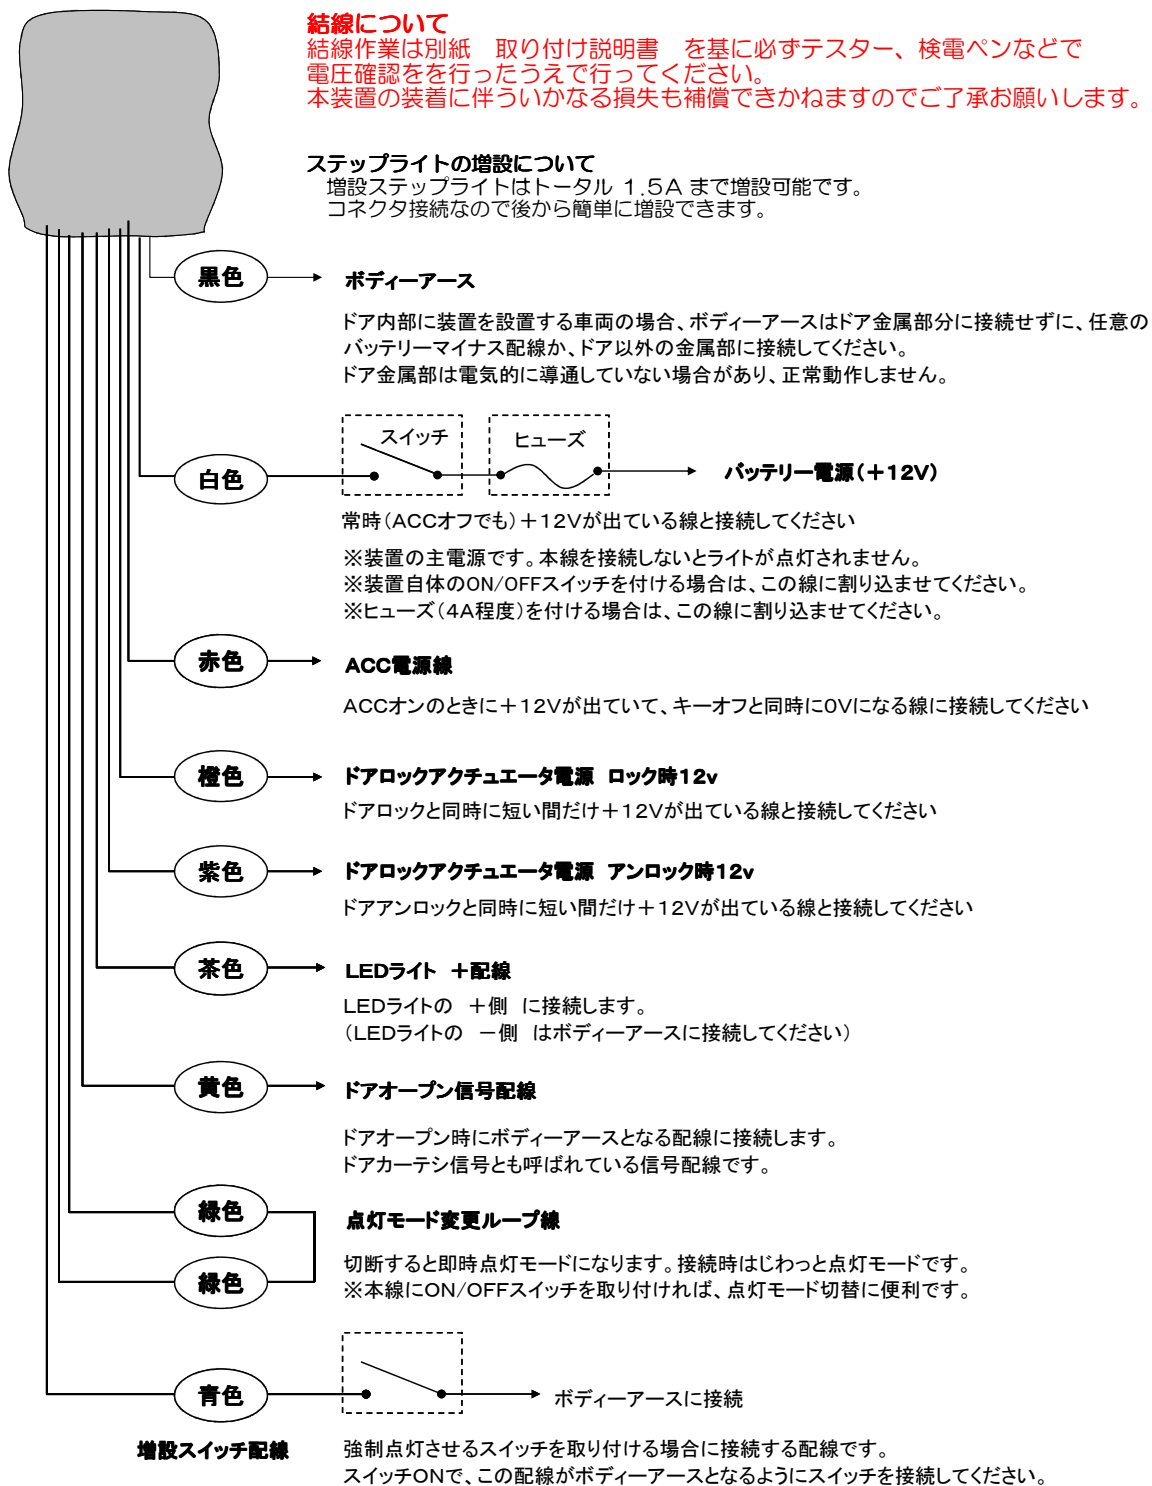 結線について
結線作業は別紙　取り付け説明書　を基に必ずテスター、検電ペンなどで
電圧確認をを行ったうえで行ってください。
本装置の装着に伴ういかなる損失も補償できかねますのでご了承お願いします。
ステップライトの増設について
増設ステップライトはトータル 1.5A まで増設可能です。
コネクタ接続なので後から簡単に増設できます。
黒色
ボディーアース
ドア内部に装置を設置する車両の場合、ボディーアースはドア金属部分に接続せずに、任意の
バッテリーマイナス配線か、ドア以外の金属部に接続してください。
ドア金属部は電気的に導通していない場合があり、正常動作しません。
スイッチ
ヒューズ
白色
バッテリー電源(＋12V)
常時(ACCオフでも)＋12Vが出ている線と接続してください
※装置の主電源です。本線を接続しないとライトが点灯されません。
※装置自体のON/OFFスイッチを付ける場合は、この線に割り込ませてください。
※ヒューズ(4A程度)を付ける場合は、この線に割り込ませてください。
赤色
ACC電源線
ACCオンのときに＋12Vが出ていて、キーオフと同時に0Vになる線に接続してください
橙色
ドアロックアクチュエータ電源　ロック時12v
ドアロックと同時に短い間だけ＋12Vが出ている線と接続してください
紫色
ドアロックアクチュエータ電源　アンロック時12v
ドアアンロックと同時に短い間だけ＋12Vが出ている線と接続してください
茶色
LEDライト　＋配線
LEDライトの　＋側　に接続します。
(LEDライトの　－側　はボディーアースに接続してください)
黄色
ドアオープン信号配線
ドアオープン時にボディーアースとなる配線に接続します。
ドアカーテシ信号とも呼ばれている信号配線です。
緑色
点灯モード変更ループ線
切断すると即時点灯モードになります。接続時はじわっと点灯モードです。
緑色
※本線にON/OFFスイッチを取り付ければ、点灯モード切替に便利です。
青色
ボディーアースに接続
増設スイッチ配線
強制点灯させるスイッチを取り付ける場合に接続する配線です。
スイッチONで、この配線がボディーアースとなるようにスイッチを接続してください。